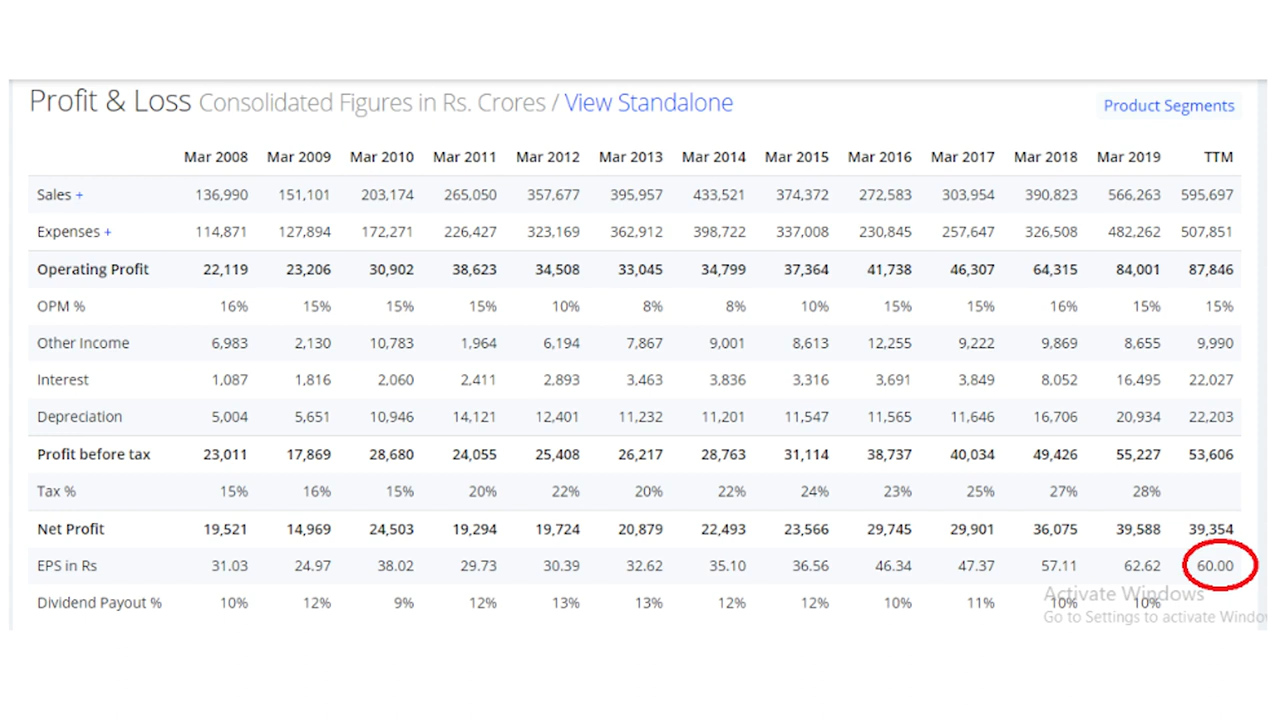 Profit & Loss Consolidated Figures in Rs. Crores / View Standalone
Product Segments
Mar 2008 Mar 2009 Mar 2010 Mar 2011 Mar 2012 Mar 2013 Mar 2014 Mar 2015 Mar 2016 Mar 2017 Mar 2018 Mar 2019 TTM
Sales + 136,990 151,101 203,174 265,050 357,677 395,957 433,521 374,372 272,583 303,954 390,823 566,263 595,697
Expenses + 114,871 127,894 172,271 226,427 323,169 362,912 398,722 337,008 230,845 257,647 326,508 482,262 507,851
Operating Profit 22,119 23,206 30,902 38,623 34,508 33,045 34,799 37,364 41,738 46,307 64,315 84,001 87,846
OPM % 16% 15% 15% 15% 10% 8% 8% 10% 15% 15% 16% 15% 15%
Other Income 6,983 2,130 10,783 1,964 6,194 7,867 9,001 8,613 12,255 9,222 9,869 8,655 9,990
Interest 1,087 1,816 2,060 2,411 2,893 3,463 3,836 3,316 3,691 3,849 8,052 16,495 22,027
Depreciation 5,004 5,651 10,946 14,121 12,401 11,232 11,201 11,547 11,565 11,646 16,706 20,934 22,203
Profit before tax 23,011 17,869 28,680 24,055 25,408 26,217 28,763 31,114 38,737 40,034 49,426 55,227 53,606
Tax % 15% 16% 15% 20% 22% 20% 22% 24% 23% 25% 27% 28%
Net Profit 19,521 14,969 24,503 19,294 19,724 20,879 22,493 23,566 29,745 29,901 36,075 39,588 39,354
EPS in Rs 31.03 24.97 38.02 29.73 30.39 32.62 35.10 36.56 46.34 47.37 57.11 62.62 60.00
Dividend Payout % 10% 12% 9% 12% 13% 13% 12% 12% 10% 11% 10% 10%
Activate Windows
Go to Settings to activate Windo